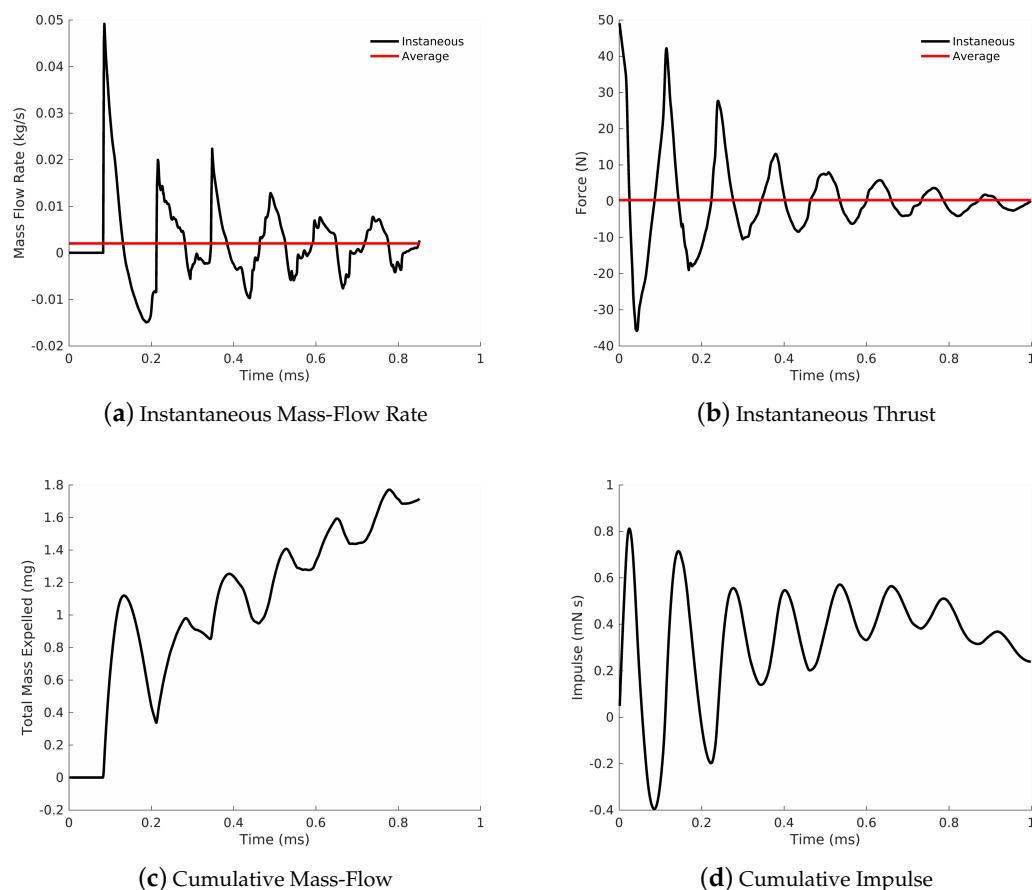 0.05
0.04
0.03
0.02
0.01
0
-0.01
-0.02
Mass Flow Rate (kg/s)
Instaneous
Average
0 0.2 0.4 0.6 0.8 1
Time (ms)
(a) Instantaneous Mass-Flow Rate
50
40
30
20
10
0
-10
-20
-30
-40
Force (N)
Instaneous
Average
0 0.2 0.4 0.6 0.8 1
Time (ms)
(b) Instantaneous Thrust
1.8
1.6
1.4
1.2
1
0.8
0.6
0.4
0.2
0
-0.2
Total Mass Expelled (mg)
0 0.2 0.4 0.6 0.8 1
Time (ms)
(c) Cumulative Mass-Flow
1
0.8
0.6
0.4
0.2
0
-0.2
-0.4
Impulse (mN s)
0 0.2 0.4 0.6 0.8 1
Time (ms)
(d) Cumulative Impulse